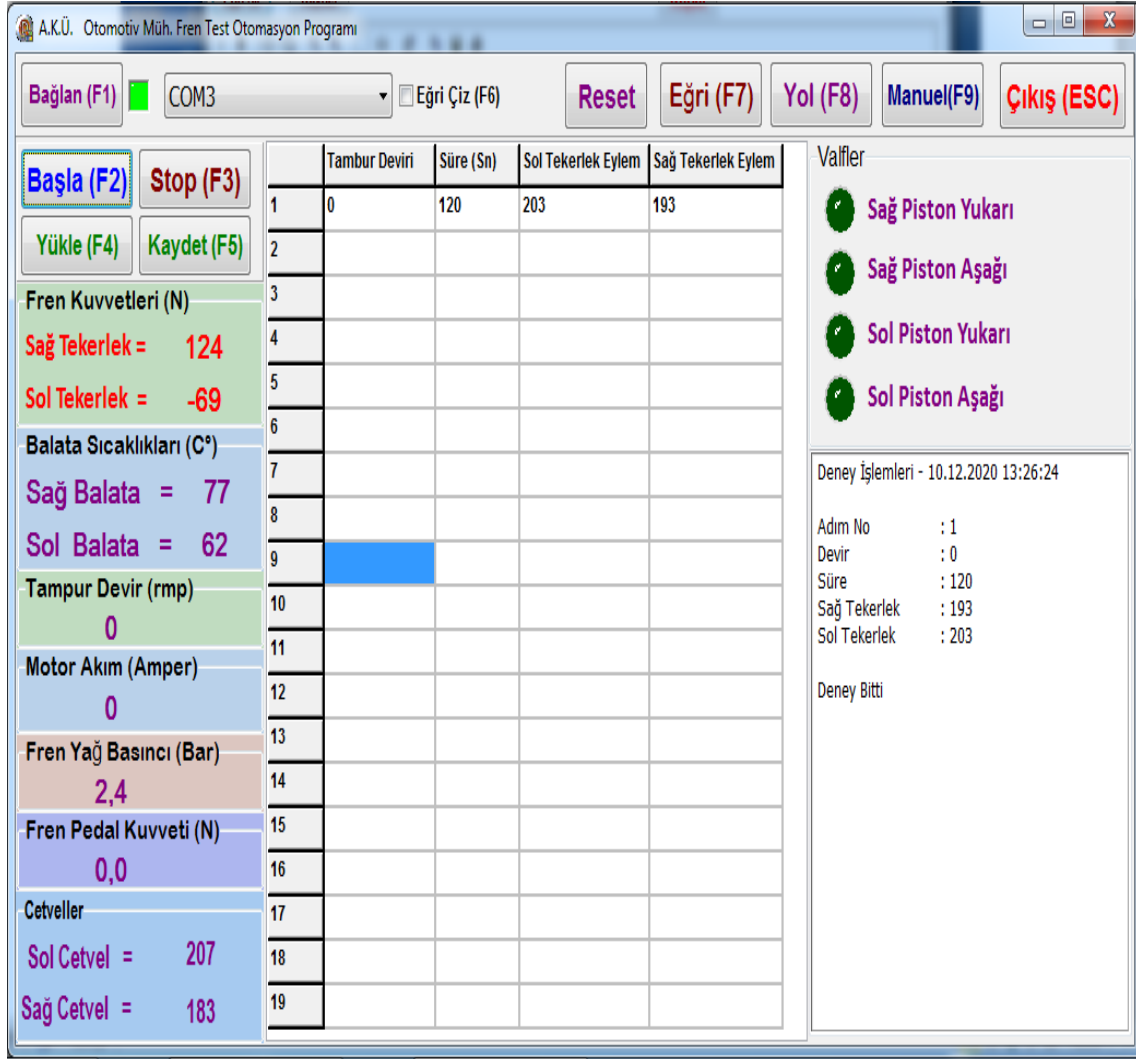 A.K.Ü. Otomotiv Müh. Fren Test Otomasyon Programı
Bağlan (F1) COM3 Eğri Çiz (F6) Reset Eğri (F7) Yol (F8) Manuel(F9) Çıkış (ESC)
Başla (F2) Stop (F3)
Yükle (F4) Kaydet (F5)
Fren Kuvvetleri (N)
Sağ Tekerlek = 124
Sol Tekerlek = -69
Balata Sıcaklıkları (C°)
Sağ Balata = 77
Sol Balata = 62
Tampur Devir (rmp)
0
Motor Akım (Amper)
0
Fren Yağ Basıncı (Bar)
2,4
Fren Pedal Kuvveti (N)
0,0
Cetveller
Sol Cetvel = 207
Sağ Cetvel = 183
Tambur Deviri Süre (Sn) Sol Tekerlek Eylem Sağ Tekerlek Eylem
1 0 120 203 193
2
3
4
5
6
7
8
9
10
11
12
13
14
15
16
17
18
19
Valfler
Sağ Piston Yukarı
Sağ Piston Aşağı
Sol Piston Yukarı
Sol Piston Aşağı
Deney İşlemleri - 10.12.2020 13:26:24
Adım No : 1
Devir : 0
Süre : 120
Sağ Tekerlek : 193
Sol Tekerlek : 203
Deney Bitti